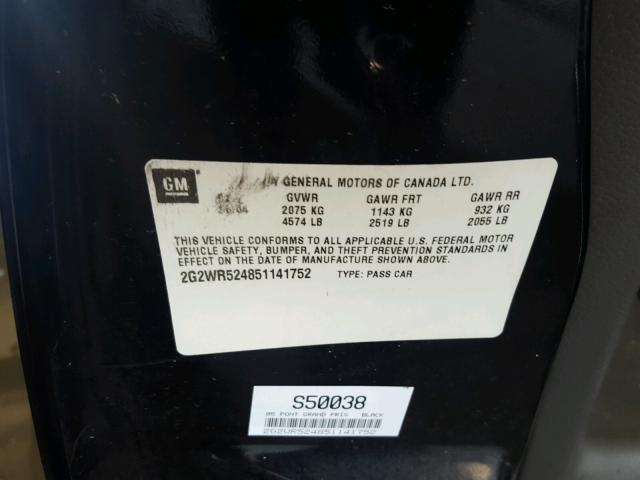 GM
GENERAL MOTORS OF CANADA LTD.
GVWR GAWR FRT GAWR RR
2075 KG 1143 KG 932 KG
4574 LB 2519 LB 2055 LB
THIS VEHICLE CONFORMS TO ALL APPLICABLE U.S. FEDERAL MOTOR
VEHICLE SAFETY, BUMPER, AND THEFT PREVENTION STANDARDS IN
EFFECT ON THE DATE OF MANUFACTURE SHOWN ABOVE.
2G2WR524851141752 TYPE: PASS CAR
S50038
05 PONT GRAND PRIX BLACK
2G2WR524851141752